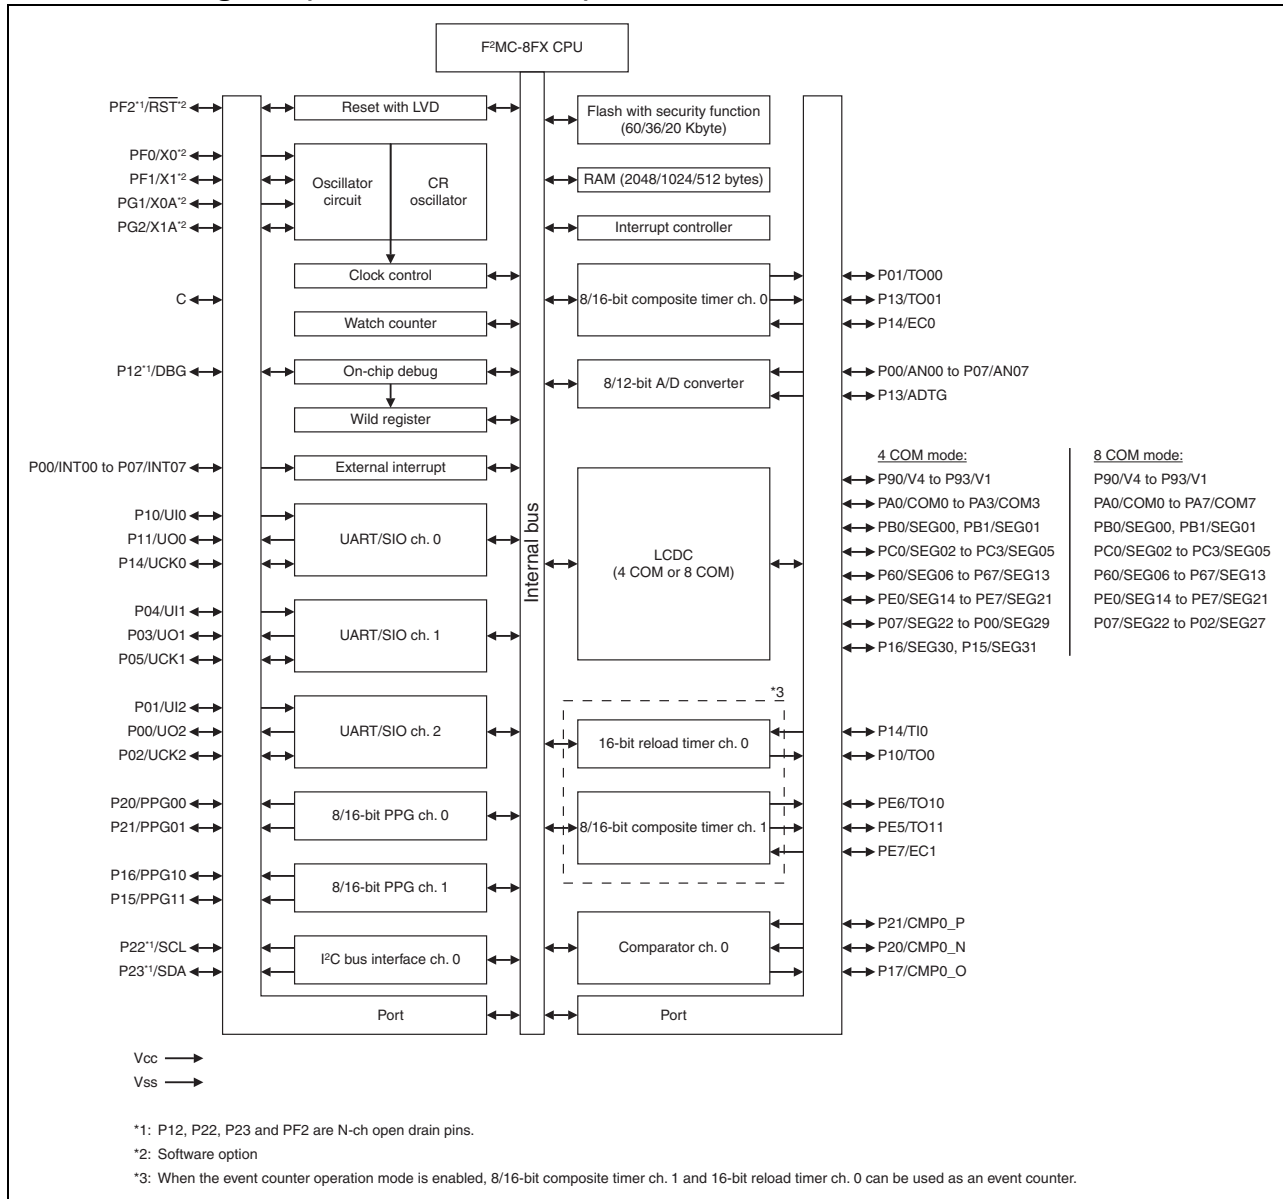 F²MC-8FX CPU
PF2*1/RST*2
Reset with LVD
Flash with security function
(60/36/20 Kbyte)
PF0/X0*2
PF1/X1*2
PG1/X0A*2
PG2/X1A*2
Oscillator
circuit
CR
oscillator
RAM (2048/1024/512 bytes)
Interrupt controller
Clock control
C
Watch counter
8/16-bit composite timer ch. 0
P01/TO00
P13/TO01
P14/EC0
P12*1/DBG
On-chip debug
Wild register
8/12-bit A/D converter
P00/AN00 to P07/AN07
P13/ADTG
P00/INT00 to P07/INT07
External interrupt
P10/UI0
P11/UO0
P14/UCK0
UART/SIO ch. 0
P04/UI1
P03/UO1
P05/UCK1
UART/SIO ch. 1
Internal bus
LCDC
(4 COM or 8 COM)
4 COM mode:
P90/V4 to P93/V1
PA0/COM0 to PA3/COM3
PB0/SEG00, PB1/SEG01
PC0/SEG02 to PC3/SEG05
P60/SEG06 to P67/SEG13
PE0/SEG14 to PE7/SEG21
P07/SEG22 to P00/SEG29
P16/SEG30, P15/SEG31
8 COM mode:
P90/V4 to P93/V1
PA0/COM0 to PA7/COM7
PB0/SEG00, PB1/SEG01
PC0/SEG02 to PC3/SEG05
P60/SEG06 to P67/SEG13
PE0/SEG14 to PE7/SEG21
P07/SEG22 to P02/SEG27
P01/UI2
P00/UO2
P02/UCK2
UART/SIO ch. 2
*3
16-bit reload timer ch. 0
P14/TI0
P10/TO0
P20/PPG00
P21/PPG01
8/16-bit PPG ch. 0
8/16-bit composite timer ch. 1
PE6/TO10
PE5/TO11
PE7/EC1
P16/PPG10
P15/PPG11
8/16-bit PPG ch. 1
P22*1/SCL
P23*1/SDA
I²C bus interface ch. 0
Comparator ch. 0
P21/CMP0_P
P20/CMP0_N
P17/CMP0_O
Port
Port
Vcc
Vss
*1: P12, P22, P23 and PF2 are N-ch open drain pins.
*2: Software option
*3: When the event counter operation mode is enabled, 8/16-bit composite timer ch. 1 and 16-bit reload timer ch. 0 can be used as an event counter.